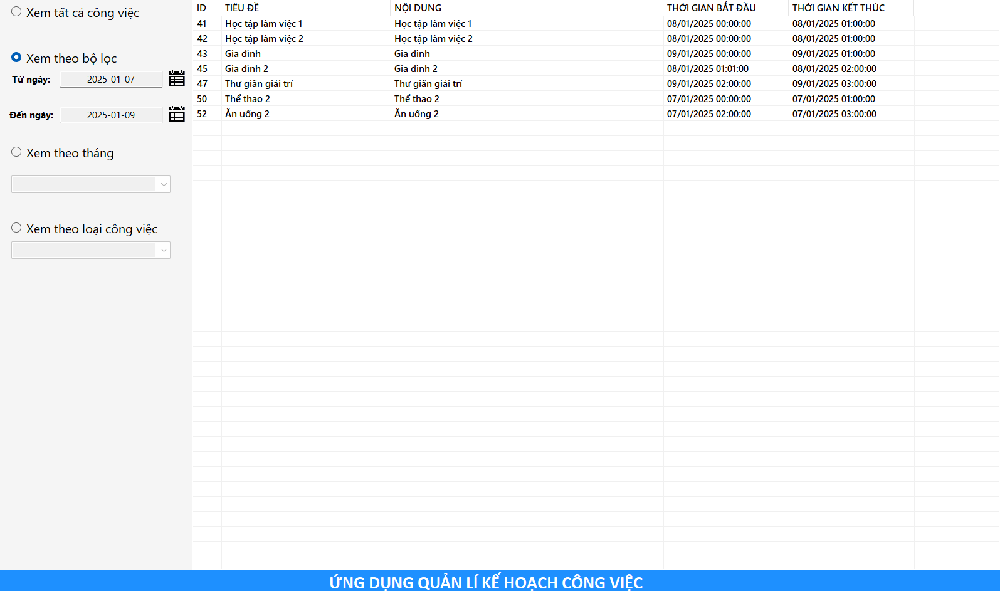 Xem tất cả công việc
Xem theo bộ lọc
Từ ngày: 2025-01-07
Đến ngày: 2025-01-09
Xem theo tháng
Xem theo loại công việc
ID TIÊU ĐỀ NỘI DUNG THỜI GIAN BẮT ĐẦU THỜI GIAN KẾT THÚC
41 Học tập làm việc 1 Học tập làm việc 1 08/01/2025 00:00:00 08/01/2025 01:00:00
42 Học tập làm việc 2 Học tập làm việc 2 08/01/2025 00:00:00 08/01/2025 01:00:00
43 Gia đình Gia đình 09/01/2025 00:00:00 09/01/2025 01:00:00
45 Gia đình 2 Gia đình 2 08/01/2025 01:01:00 08/01/2025 02:00:00
47 Thư giãn giải trí Thư giãn giải trí 09/01/2025 02:00:00 09/01/2025 03:00:00
50 Thể thao 2 Thể thao 2 07/01/2025 00:00:00 07/01/2025 01:00:00
52 Ăn uống 2 Ăn uống 2 07/01/2025 02:00:00 07/01/2025 03:00:00
ỨNG DỤNG QUẢN LÍ KẾ HOẠCH CÔNG VIỆC